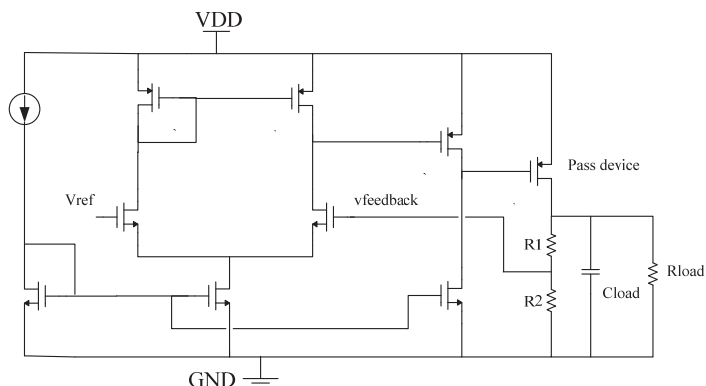 VDD
Pass device
Vref
vfeedback
R1
Rload
Cload
R2
GND